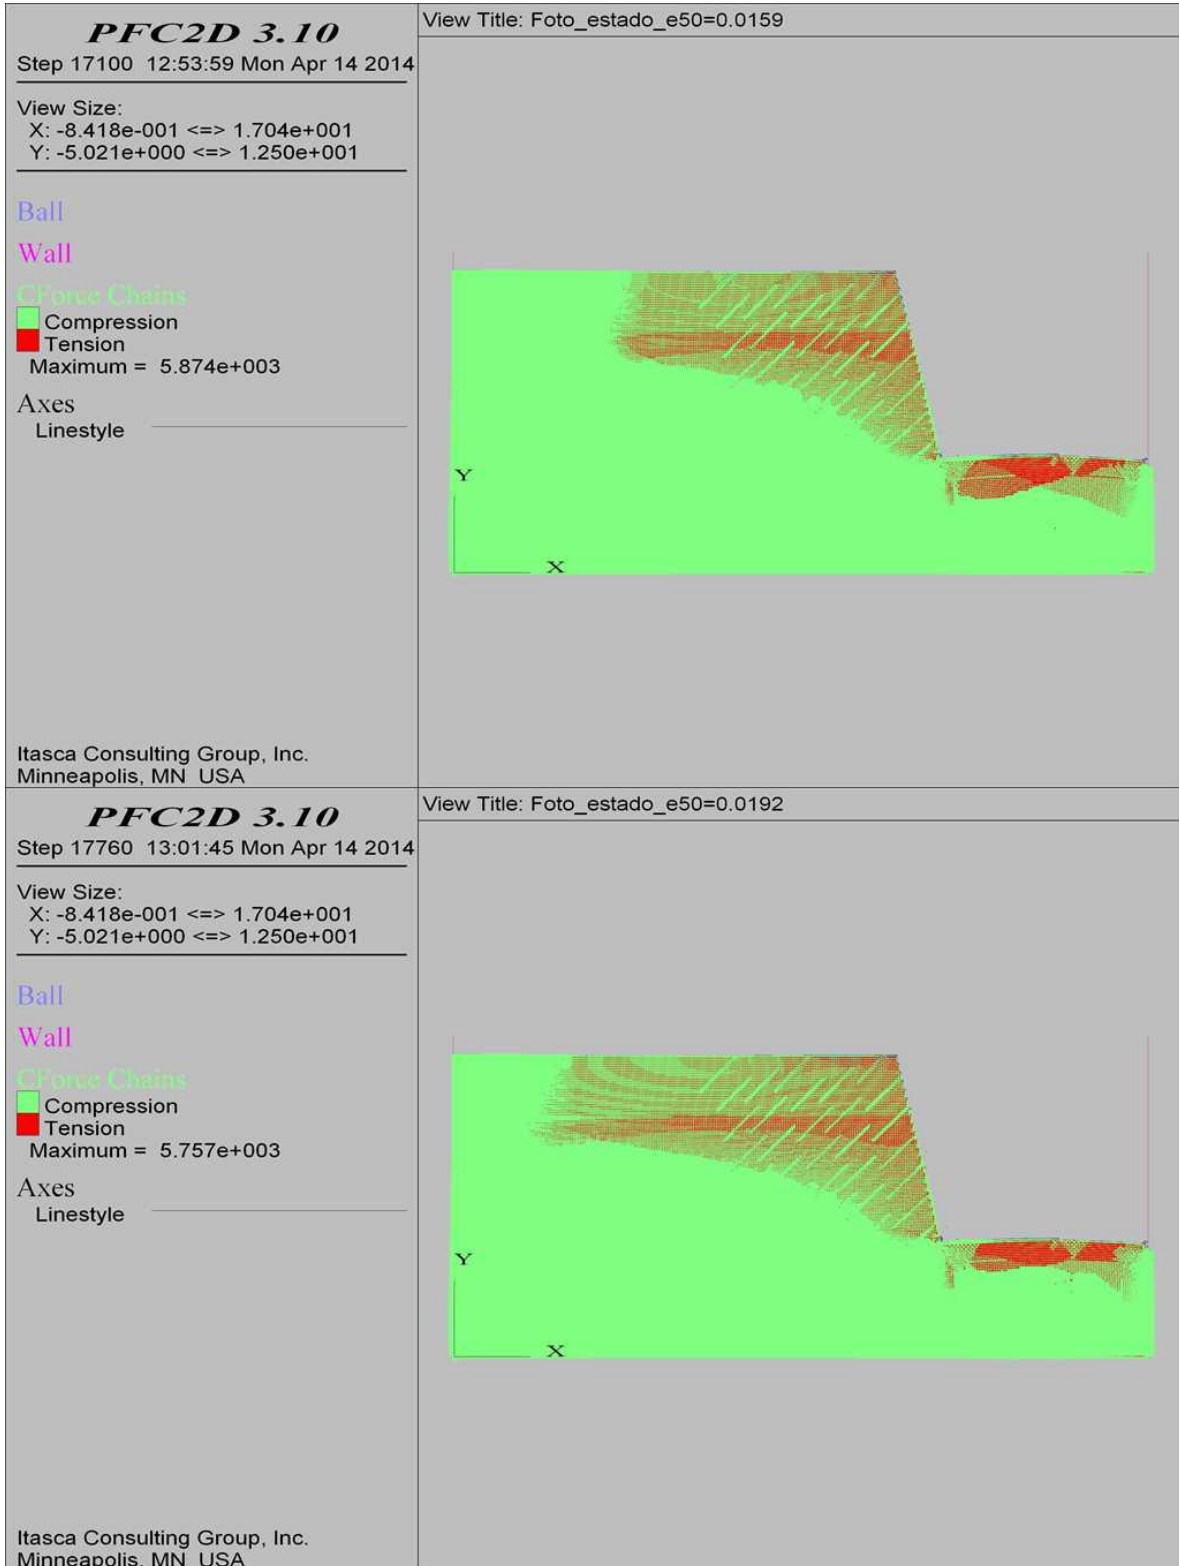 PFC2D 3.10
Step 17100 12:53:59 Mon Apr 14 2014
View Size:
X: -8.418e-001 <=> 1.704e+001
Y: -5.021e+000 <=> 1.250e+001
Ball
Wall
CForce Chains
Compression
Tension
Maximum = 5.874e+003
Axes
Linestyle
Itasca Consulting Group, Inc.
Minneapolis, MN USA
View Title: Foto_estado_e50=0.0159
Y
X
PFC2D 3.10
Step 17760 13:01:45 Mon Apr 14 2014
View Size:
X: -8.418e-001 <=> 1.704e+001
Y: -5.021e+000 <=> 1.250e+001
Ball
Wall
CForce Chains
Compression
Tension
Maximum = 5.757e+003
Axes
Linestyle
Itasca Consulting Group, Inc.
Minneapolis, MN USA
View Title: Foto_estado_e50=0.0192
Y
X